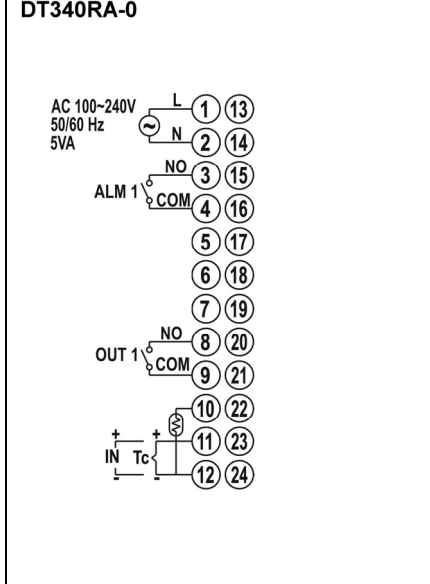 DT340RA-0
AC 100~240V
50/60 Hz
5VA
L
N
1 13
2 14
NO
3 15
ALM 1
COM
4 16
5 17
6 18
7 19
NO
8 20
OUT 1
COM
9 21
10 22
+ +
11 23
IN Tc
- -
12 24